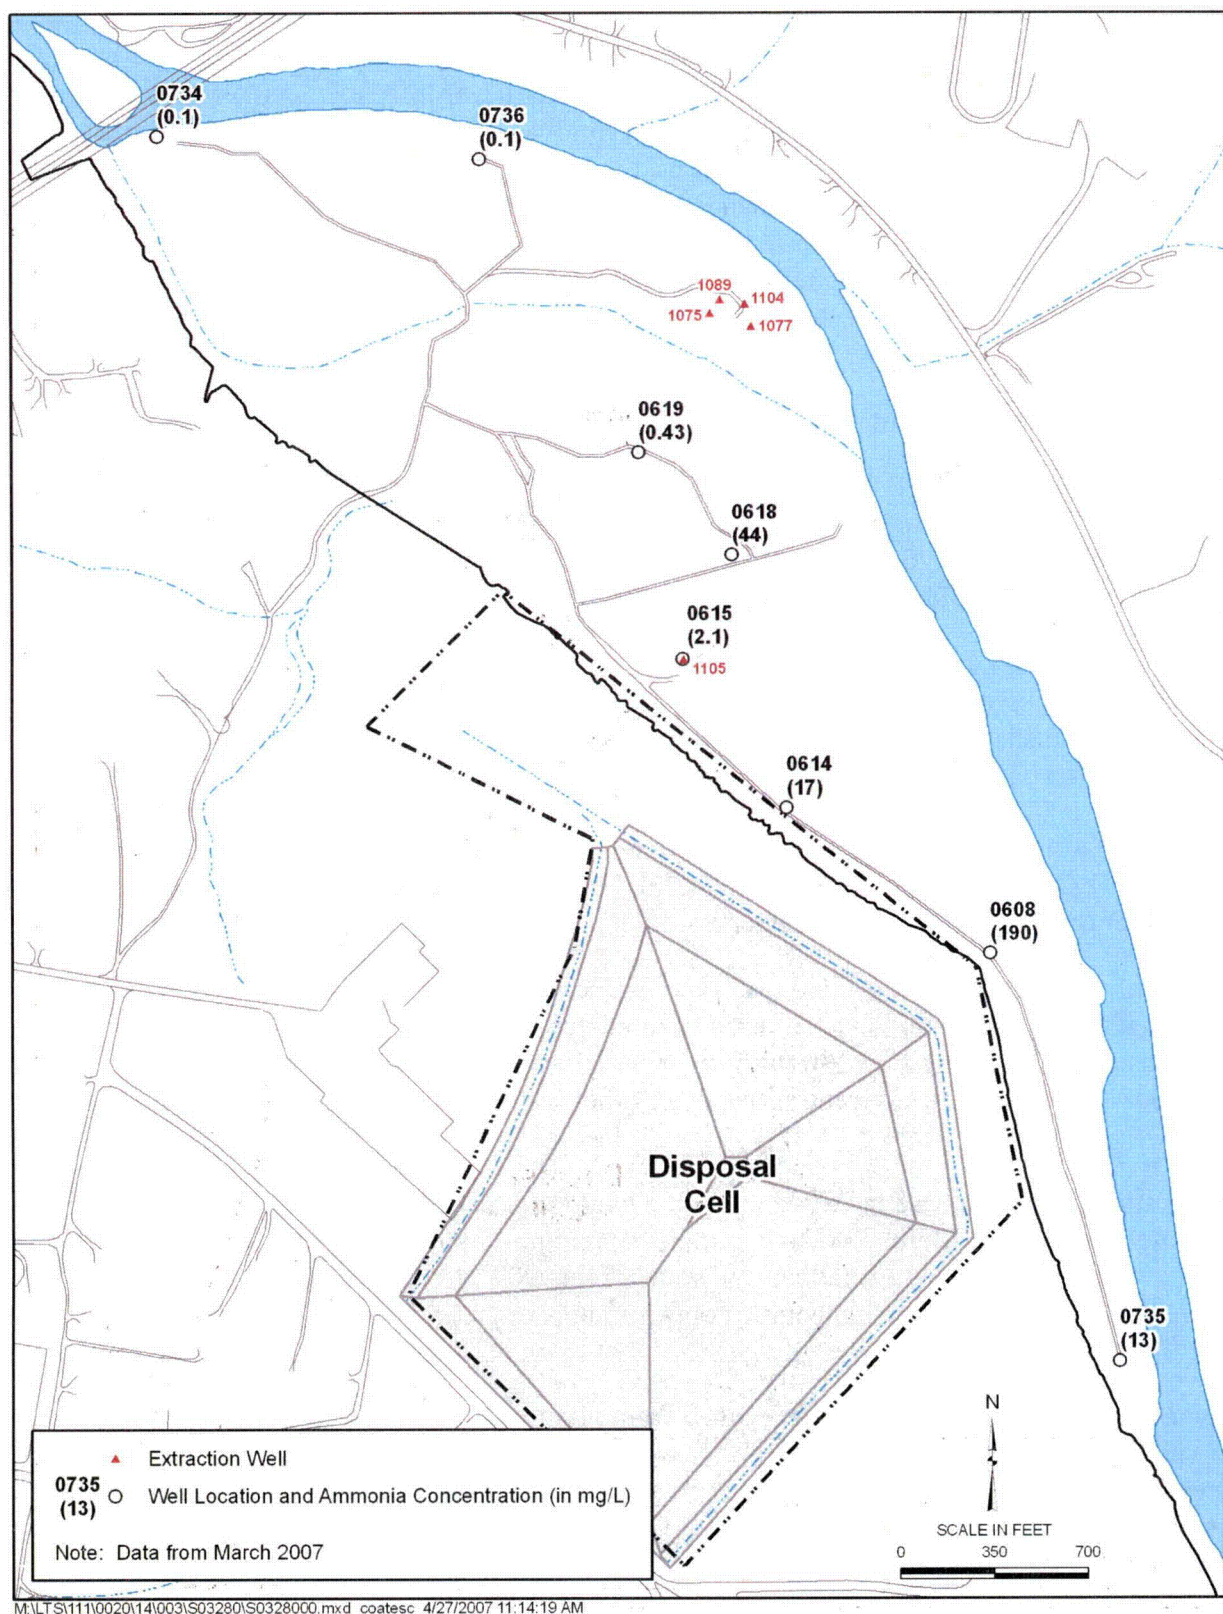 0734
(0.1)
0736
(0.1)
1089
1104
1075
1077
0619
(0.43)
0618
(44)
0615
(2.1)
1105
0614
(17)
0608
(190)
Disposal
Cell
0735
(13)
N
SCALE IN FEET
0 350 700
Extraction Well
0735
(13)
Well Location and Ammonia Concentration (in mg/L)
Note: Data from March 2007
M:\LTS\111\0020\14\003\S03280\S0328000.mxd coatesc 4/27/2007 11:14:19 AM